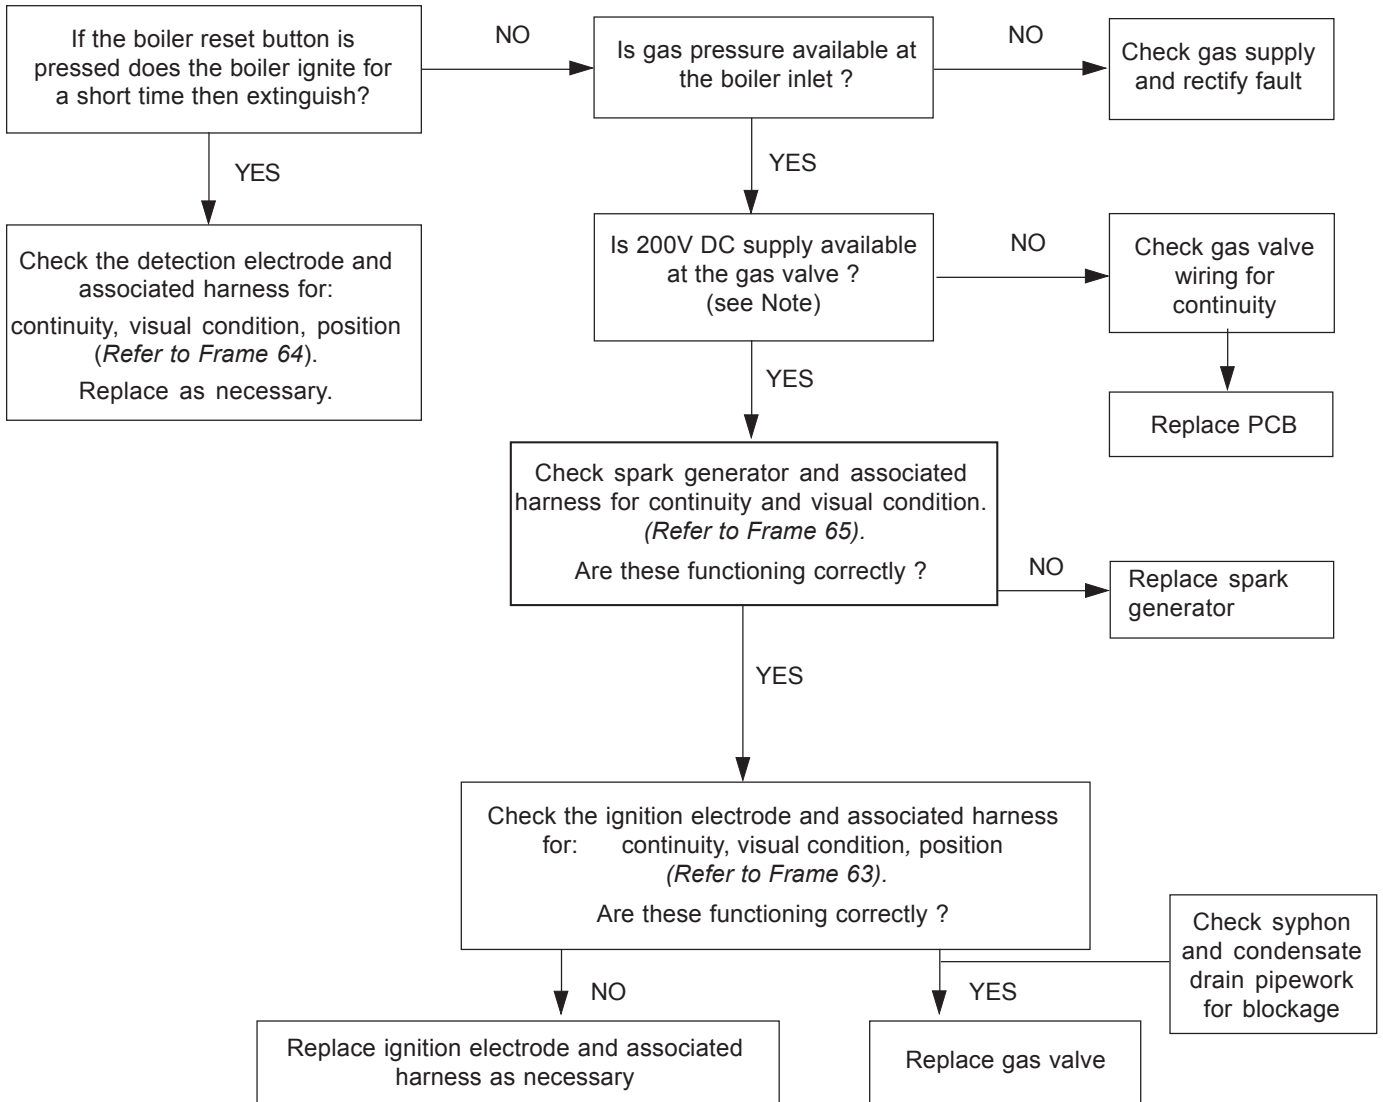 If the boiler reset button is
pressed does the boiler ignite for
a short time then extinguish?
NO
Is gas pressure available at
the boiler inlet ?
NO
Check gas supply
and rectify fault
YES
YES
Check the detection electrode and
associated harness for:
continuity, visual condition, position
(Refer to Frame 64).
Replace as necessary.
Is 200V DC supply available
at the gas valve ?
(see Note)
NO
Check gas valve
wiring for
continuity
YES
Replace PCB
Check spark generator and associated
harness for continuity and visual condition.
(Refer to Frame 65).
Are these functioning correctly ?
NO
Replace spark
generator
YES
Check the ignition electrode and associated harness
for: continuity, visual condition, position
(Refer to Frame 63).
Are these functioning correctly ?
Check syphon
and condensate
drain pipework
for blockage
NO
YES
Replace ignition electrode and associated
harness as necessary
Replace gas valve